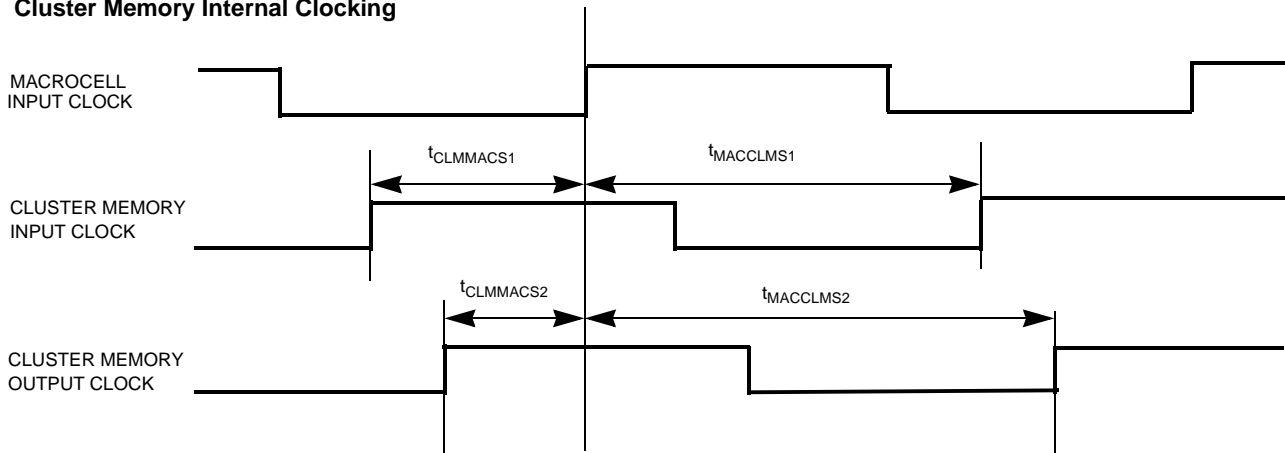 Cluster Memory Internal Clocking
MACROCELL
INPUT CLOCK
tCLMMACS1
tMACCLMS1
CLUSTER MEMORY
INPUT CLOCK
tCLMMACS2
tMACCLMS2
CLUSTER MEMORY
OUTPUT CLOCK